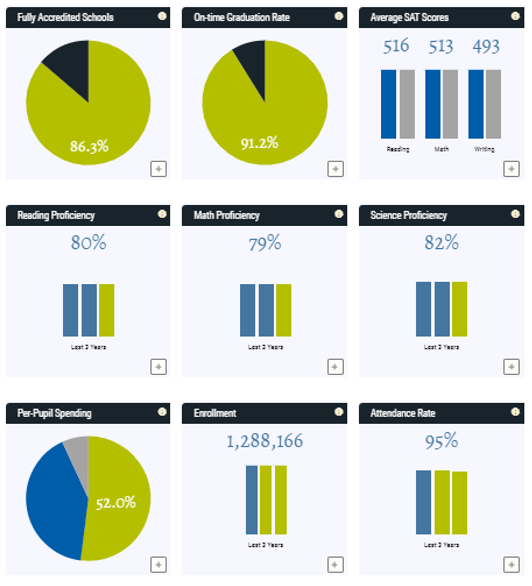 Fully Accredited Schools
86.3%
On-time Graduation Rate
91.2%
Average SAT Scores
516 513 493
Reading Math Writing
Reading Proficiency
80%
Last 3 Years
Math Proficiency
79%
Last 3 Years
Science Proficiency
82%
Last 3 Years
Per-Pupil Spending
52.0%
Enrollment
1,288,166
Last 3 Years
Attendance Rate
95%
Last 3 Years